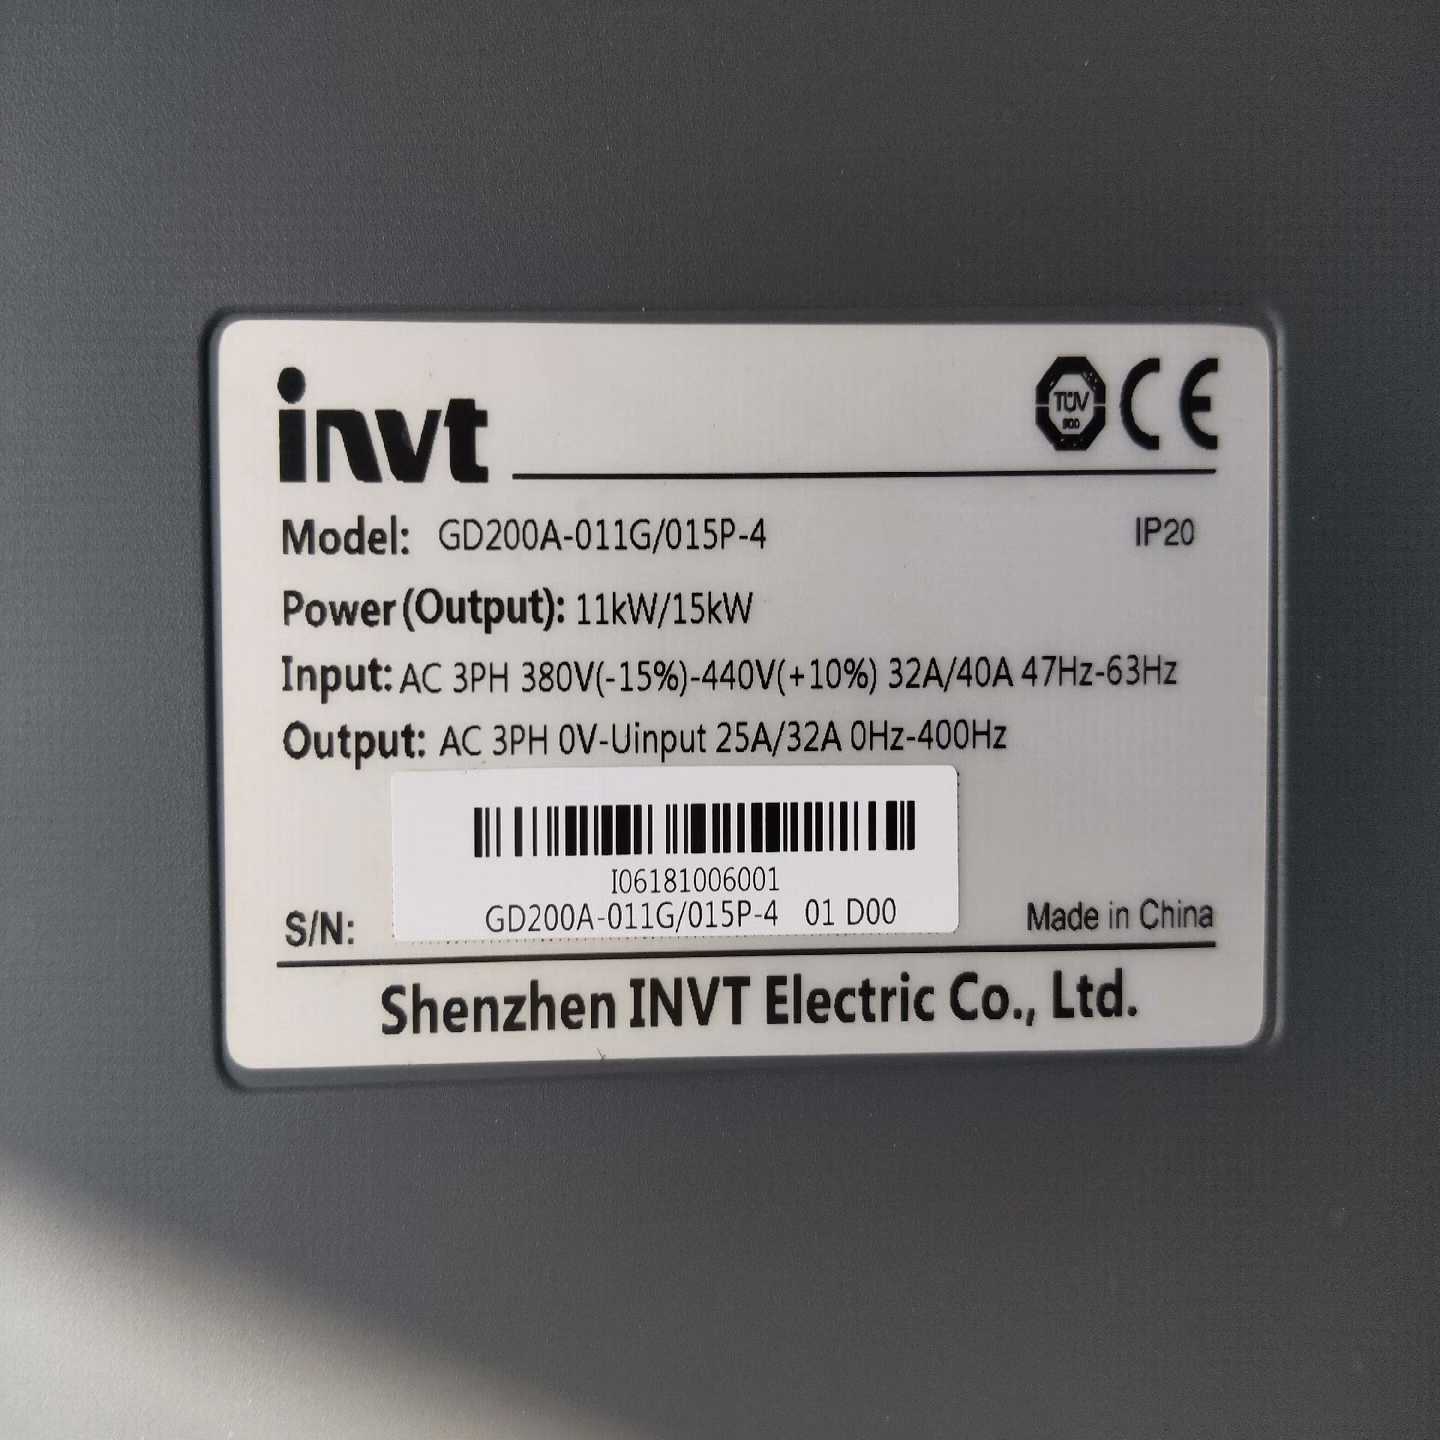 invt
TÜV
CE
Model: GD200A-011G/015P-4 IP20
Power(Output): 11kW/15kW
Input: AC 3PH 380V(-15%)-440V(+10%) 32A/40A 47Hz-63Hz
Output: AC 3PH 0V-Uinput 25A/32A 0Hz-400Hz
I06181006001
GD200A-011G/015P-4 01 D00
S/N: Made in China
Shenzhen INVT Electric Co., Ltd.